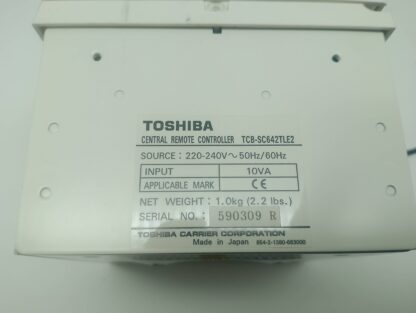 TOSHIBA
CENTRAL REMOTE CONTROLLER TCB-SC642TLE2
SOURCE : 220-240V～50Hz/60Hz
INPUT 10VA
APPLICABLE MARK CE
NET WEIGHT : 1.0kg (2.2 lbs.)
SERIAL NO. : 590309 R
TOSHIBA CARRIER CORPORATION
Made in Japan